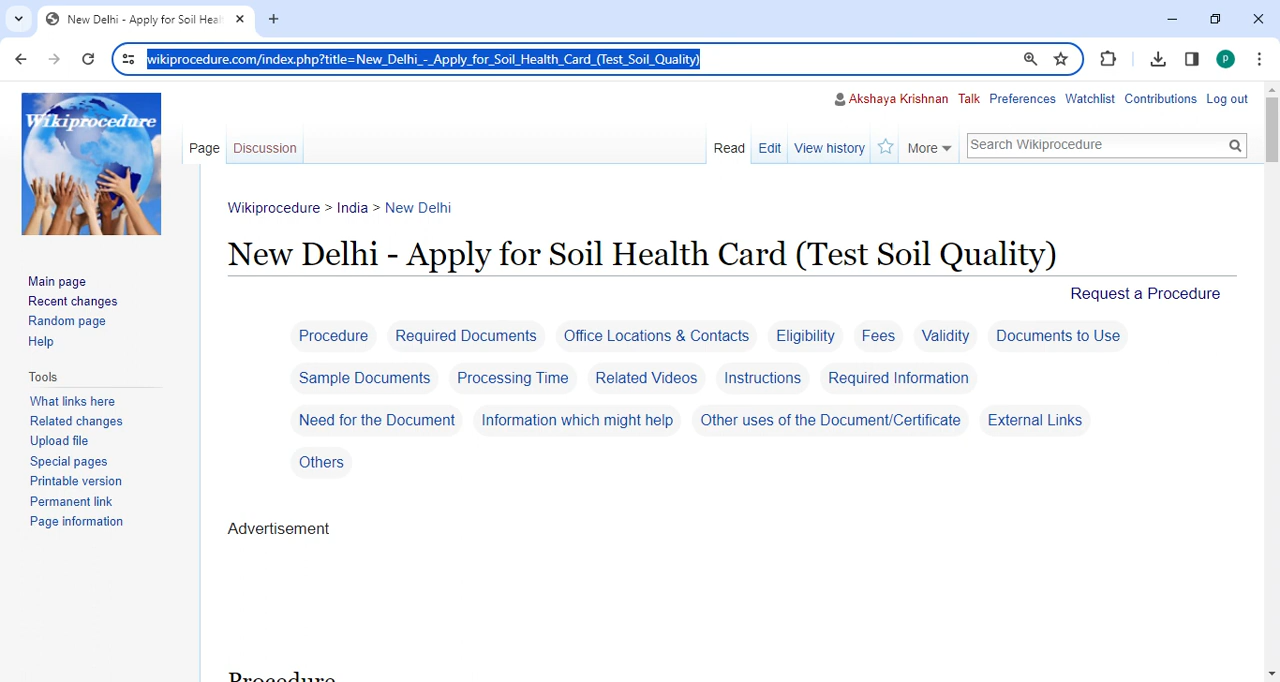 New Delhi - Apply for Soil Heal
wikiprocedure.com/index.php?title=New_Delhi_-_Apply_for_Soil_Health_Card_(Test_Soil_Quality)
P
Wikiprocedure
Akshaya Krishnan Talk Preferences Watchlist Contributions Log out
Page Discussion Read Edit View history More Search Wikiprocedure
Wikiprocedure > India > New Delhi
New Delhi - Apply for Soil Health Card (Test Soil Quality)
Request a Procedure
Main page
Recent changes
Random page
Help
Tools
What links here
Related changes
Upload file
Special pages
Printable version
Permanent link
Page information
Procedure Required Documents Office Locations & Contacts Eligibility Fees Validity Documents to Use
Sample Documents Processing Time Related Videos Instructions Required Information
Need for the Document Information which might help Other uses of the Document/Certificate External Links
Others
Advertisement
Procedure